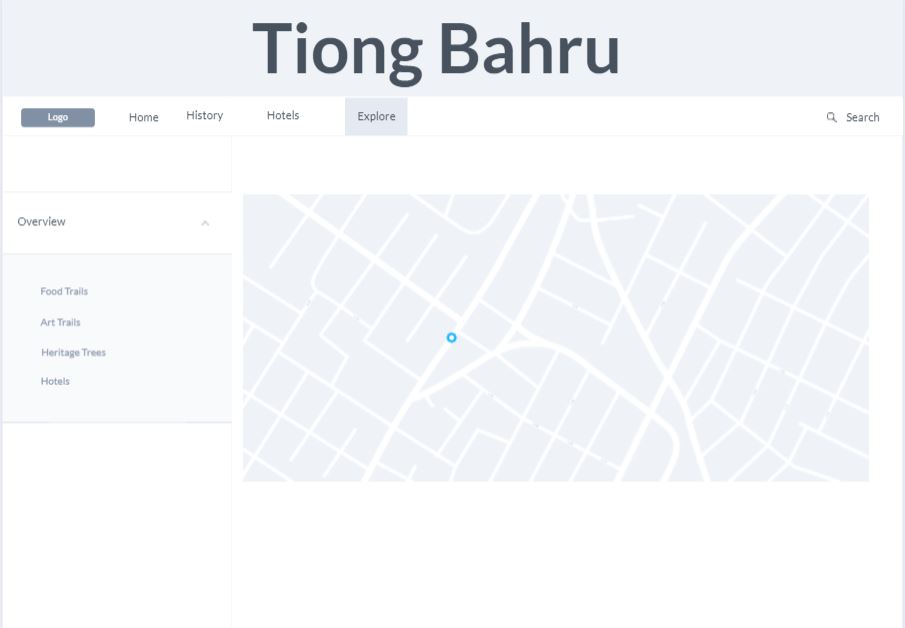 Tiong Bahru
Logo Home History Hotels Explore Search
Overview
Food Trails
Art Trails
Heritage Trees
Hotels